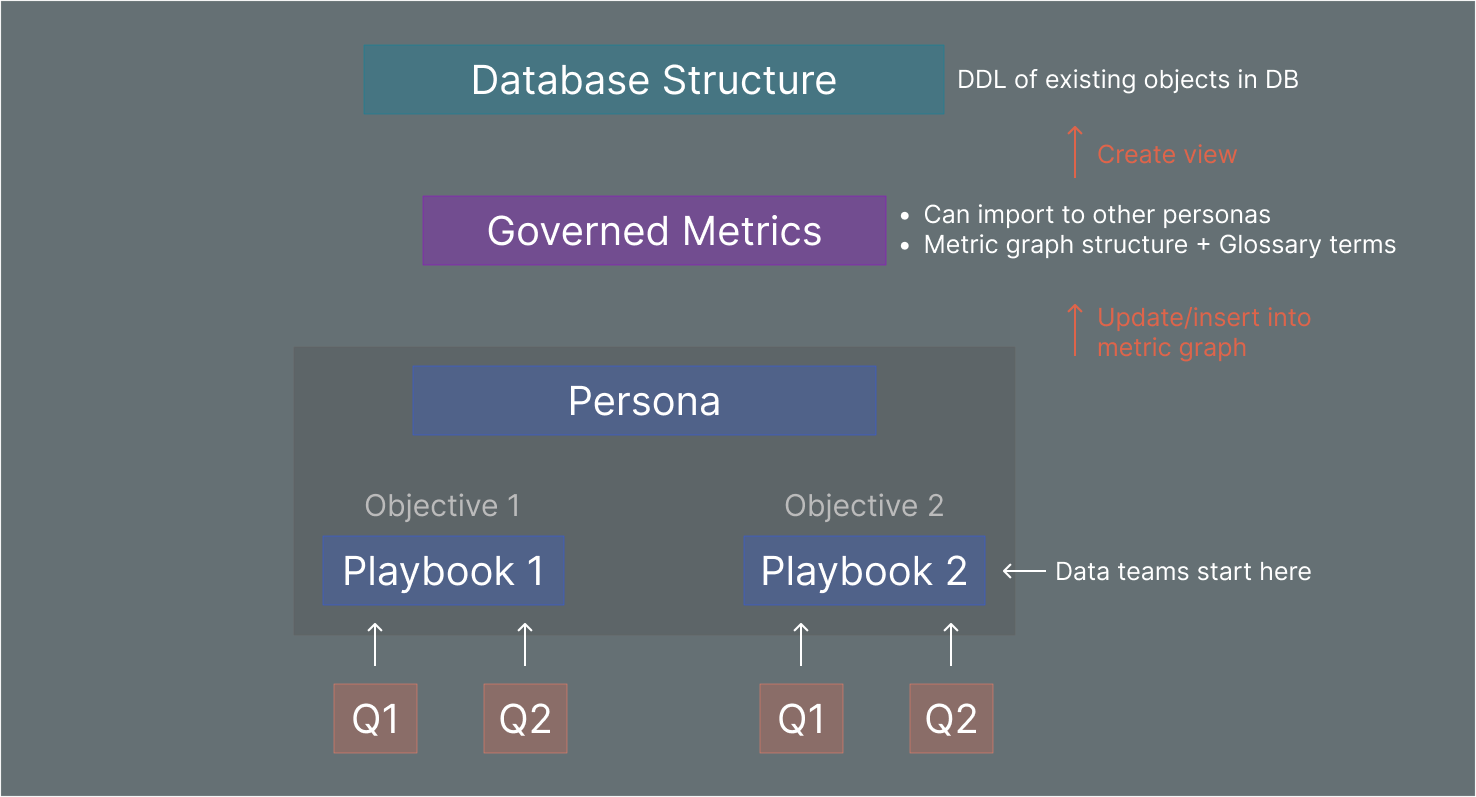 Database Structure
DDL of existing objects in DB
Create view
Governed Metrics
• Can import to other personas
• Metric graph structure + Glossary terms
Update/insert into
metric graph
Persona
Objective 1
Objective 2
Playbook 1
Playbook 2
Data teams start here
Q1
Q2
Q1
Q2